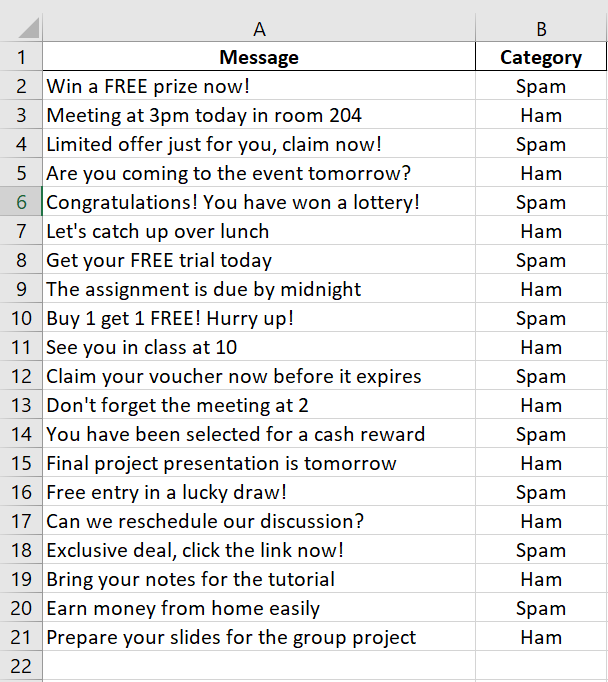 A B
1 Message Category
2 Win a FREE prize now! Spam
3 Meeting at 3pm today in room 204 Ham
4 Limited offer just for you, claim now! Spam
5 Are you coming to the event tomorrow? Ham
6 Congratulations! You have won a lottery! Spam
7 Let's catch up over lunch Ham
8 Get your FREE trial today Spam
9 The assignment is due by midnight Ham
10 Buy 1 get 1 FREE! Hurry up! Spam
11 See you in class at 10 Ham
12 Claim your voucher now before it expires Spam
13 Don't forget the meeting at 2 Ham
14 You have been selected for a cash reward Spam
15 Final project presentation is tomorrow Ham
16 Free entry in a lucky draw! Spam
17 Can we reschedule our discussion? Ham
18 Exclusive deal, click the link now! Spam
19 Bring your notes for the tutorial Ham
20 Earn money from home easily Spam
21 Prepare your slides for the group project Ham
22